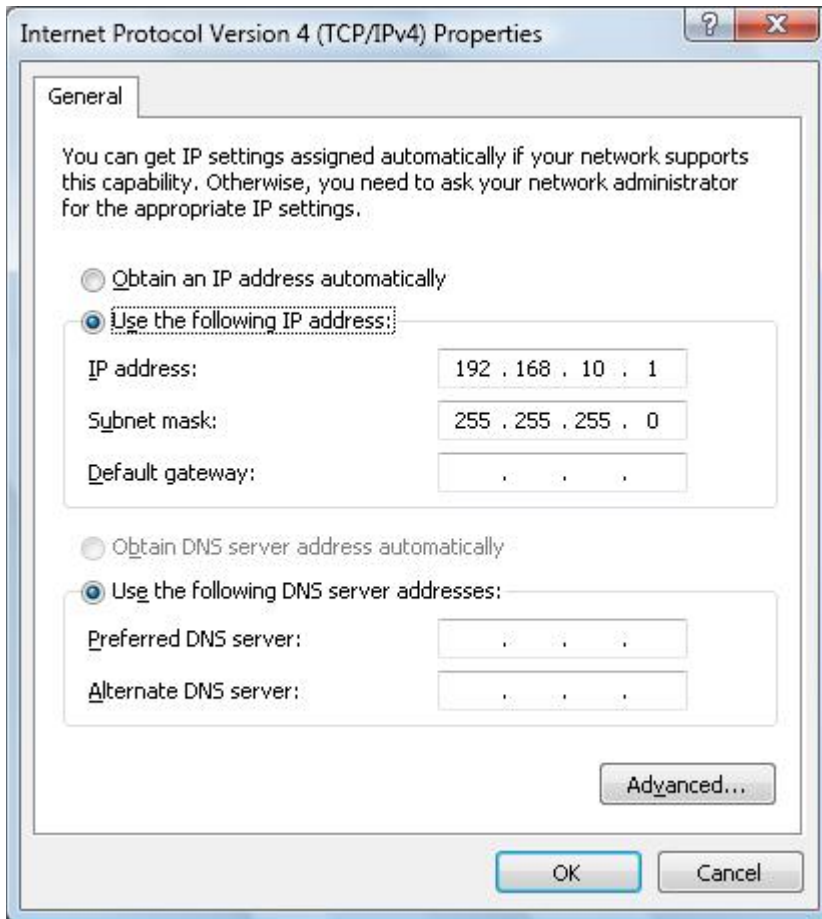 Internet Protocol Version 4 (TCP/IPv4) Properties
General
You can get IP settings assigned automatically if your network supports
this capability. Otherwise, you need to ask your network administrator
for the appropriate IP settings.
Obtain an IP address automatically
Use the following IP address:
IP address: 192 . 168 . 10 . 1
Subnet mask: 255 . 255 . 255 . 0
Default gateway: . . .
Obtain DNS server address automatically
Use the following DNS server addresses:
Preferred DNS server: . . .
Alternate DNS server: . . .
Advanced...
OK Cancel